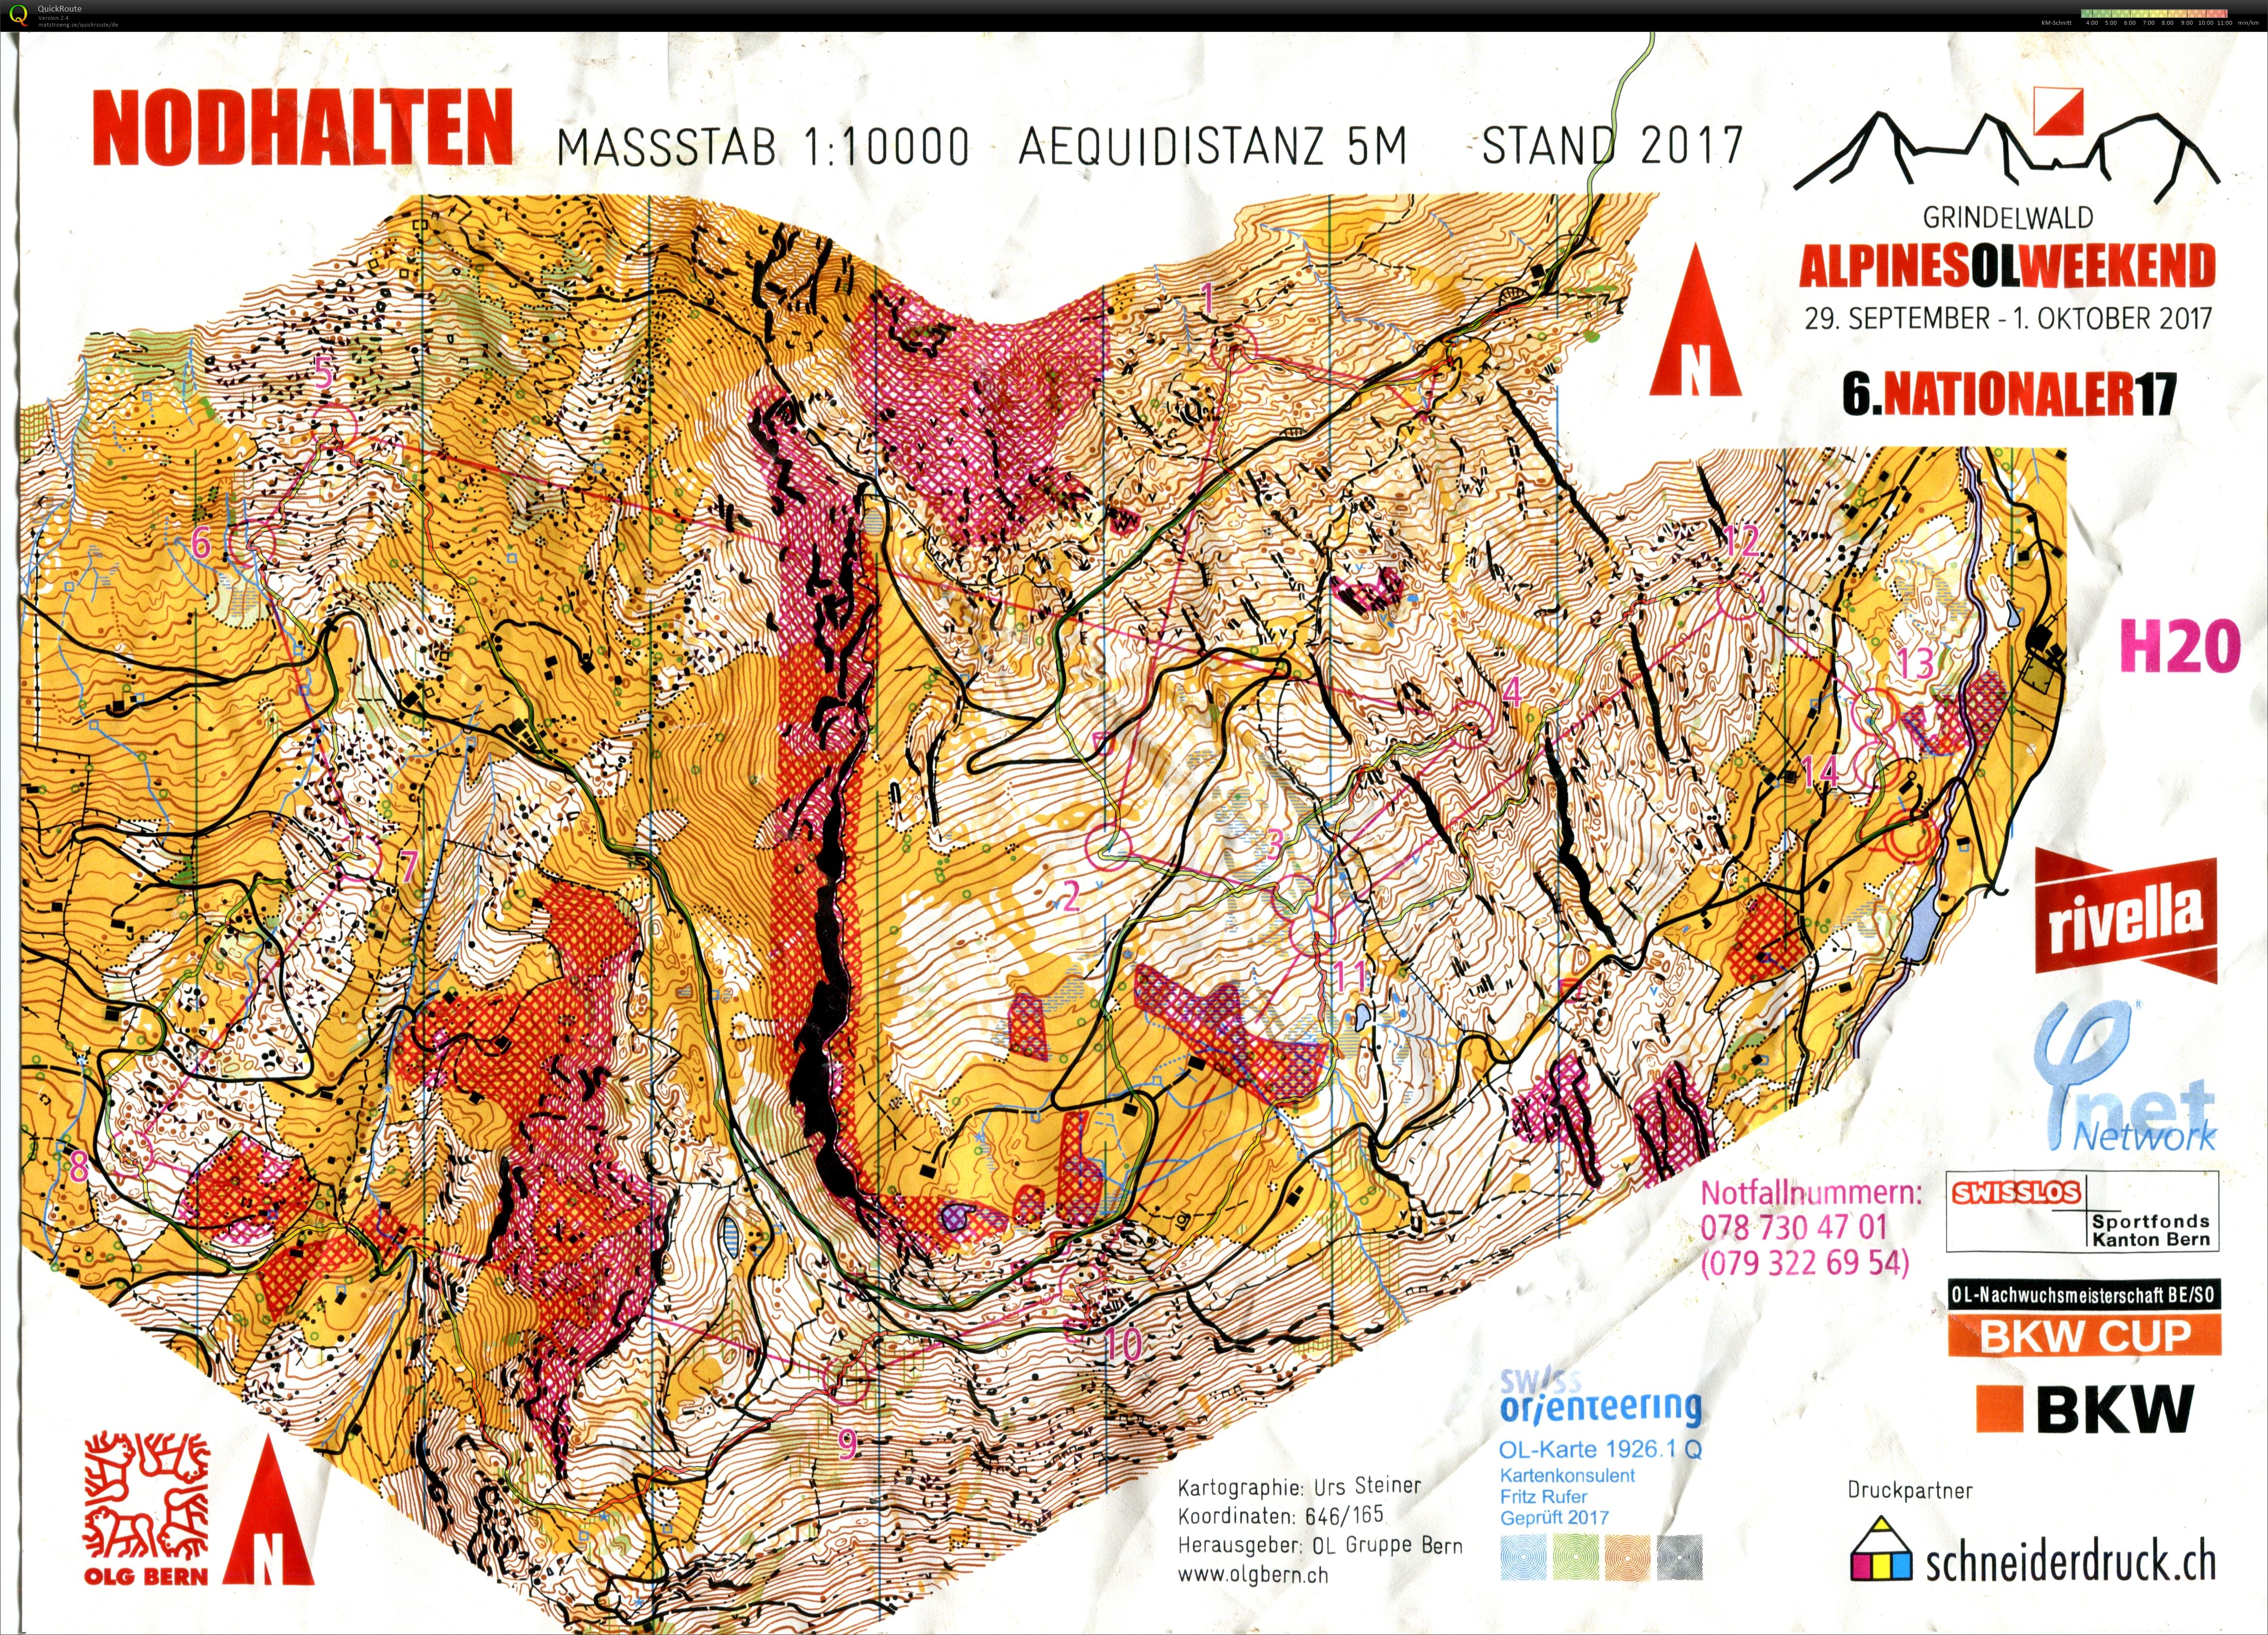 QuickRoute
Version 2.4
matstroeng.se/quickroute/de
KM-Schnitt 4:00 5:00 6:00 7:00 8:00 9:00 10:00 11:00 min/km
NODHALTEN MASSSTAB 1:10000 AEQUIDISTANZ 5M STAND 2017
GRINDELWALD
ALPINESOLWEEKEND
29. SEPTEMBER - 1. OKTOBER 2017
6.NATIONALER17
N
H20
1
5
12
6
13
4
14
3
7
2
11
8
10
9
rivella
®
net
Network
Notfallnummern:
078 730 47 01
(079 322 69 54)
SWISSLOS
Sportfonds
Kanton Bern
OL-Nachwuchsmeisterschaft BE/SO
BKW CUP
BKW
swiss
orienteering
OL-Karte 1926.1 Q
Kartenkonsulent
Fritz Rufer
Geprüft 2017
Kartographie: Urs Steiner
Koordinaten: 646/165
Herausgeber: OL Gruppe Bern
www.olgbern.ch
Druckpartner
schneiderdruck.ch
OLG BERN
N